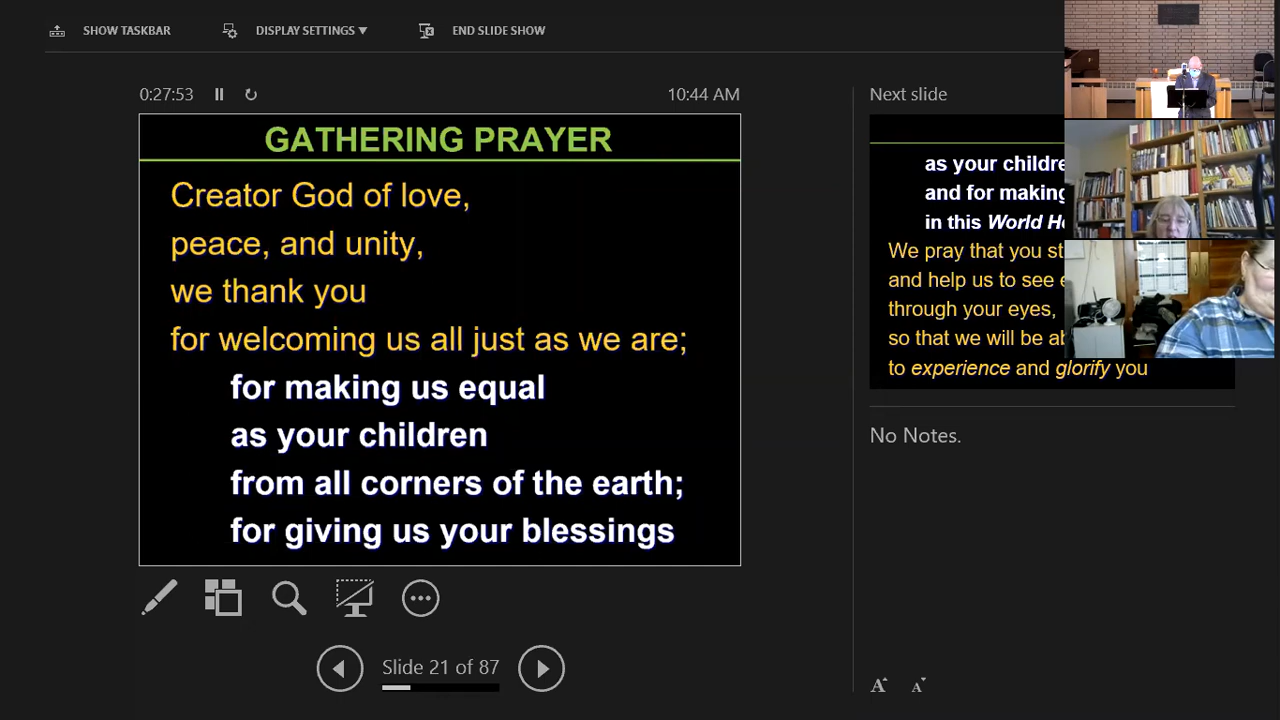 SHOW TASKBAR
DISPLAY SETTINGS
END SLIDE SHOW
0:27:53
10:44 AM
GATHERING PRAYER
Creator God of love,
peace, and unity,
we thank you
for welcoming us all just as we are;
for making us equal
as your children
from all corners of the earth;
for giving us your blessings
Slide 21 of 87
Next slide
as your
and for making
in this World
We pray that you
and help us to see
through your eyes,
so that we will be
to experience and glorify you
No Notes.
A A